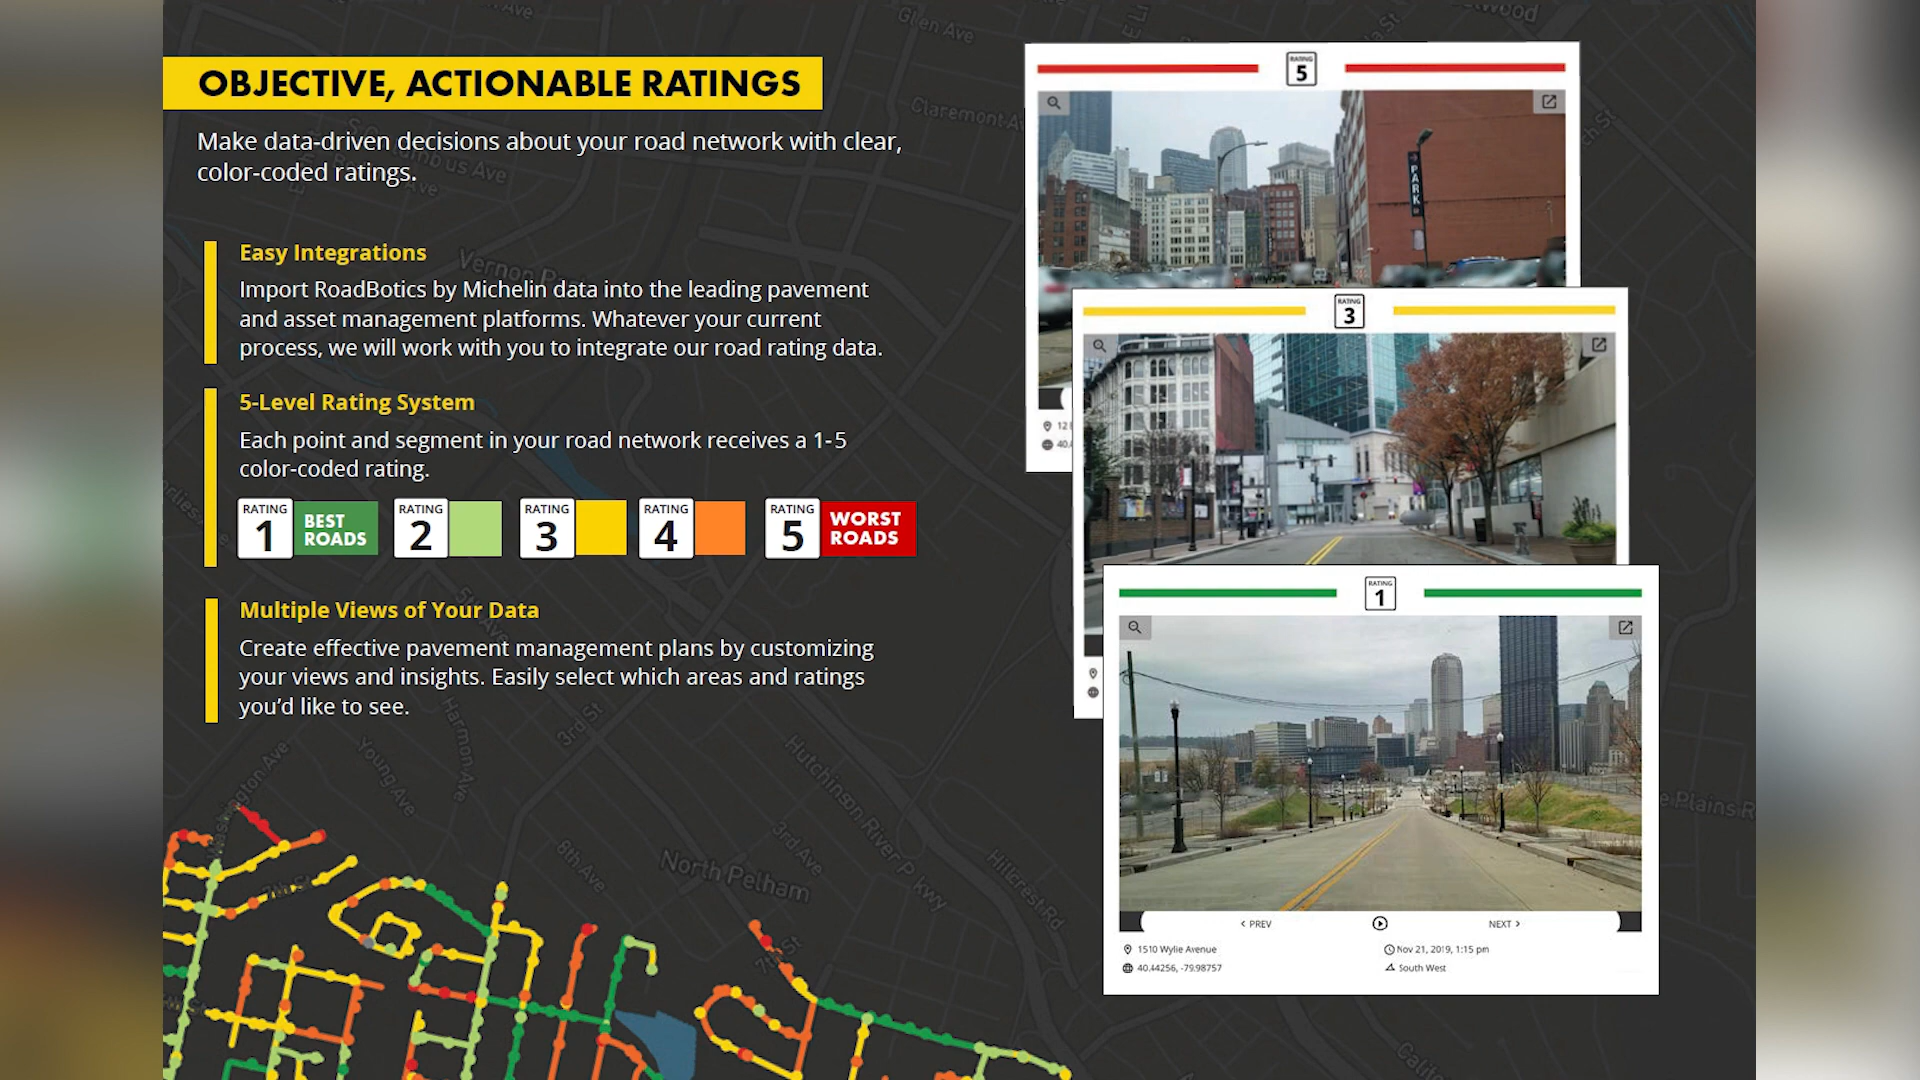 OBJECTIVE, ACTIONABLE RATINGS
Make data-driven decisions about your road network with clear,
color-coded ratings.
Easy Integrations
Import RoadBotics by Michelin data into the leading pavement
and asset management platforms. Whatever your current
process, we will work with you to integrate our road rating data.
5-Level Rating System
Each point and segment in your road network receives a 1-5
color-coded rating.
RATING 1 BEST ROADS RATING 2 RATING 3 RATING 4 RATING 5 WORST ROADS
Multiple Views of Your Data
Create effective pavement management plans by customizing
your views and insights. Easily select which areas and ratings
you'd like to see.
RATING
5
PARK
12
40.
RATING
3
RATING
1
< PREV NEXT >
1510 Wylie Avenue Nov 21, 2019, 1:15 pm
40.44256, -79.98757 South West
Glen Ave
Claremont A
Vernon
Harmon Ave
Young Ave
3rd St
Hutchinson River Pkwy
North Pelham
8th Ave
3rd Ave
Hillcrest Rd
7th St
e Plains R